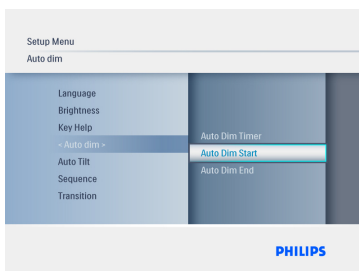 Setup Menu
Auto dim
Language
Brightness
Key Help
< Auto dim >
Auto Tilt
Sequence
Transition
Auto Dim Timer
Auto Dim Start
Auto Dim End
PHILIPS